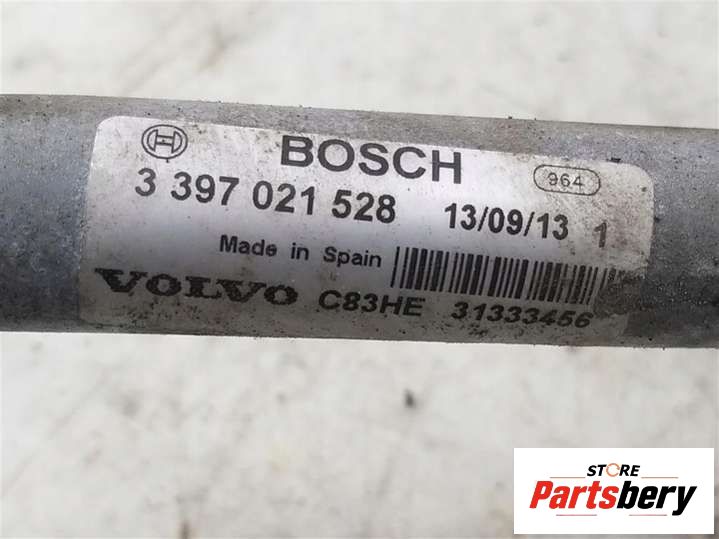 BOSCH
964
3 397 021 528 13/09/13 1
Made in Spain
VOLVO C83HE 31333456
STORE
Partsbery